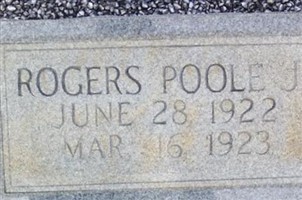 ROGERS POOLE J
JUNE 28 1922
MAR. 16 1923